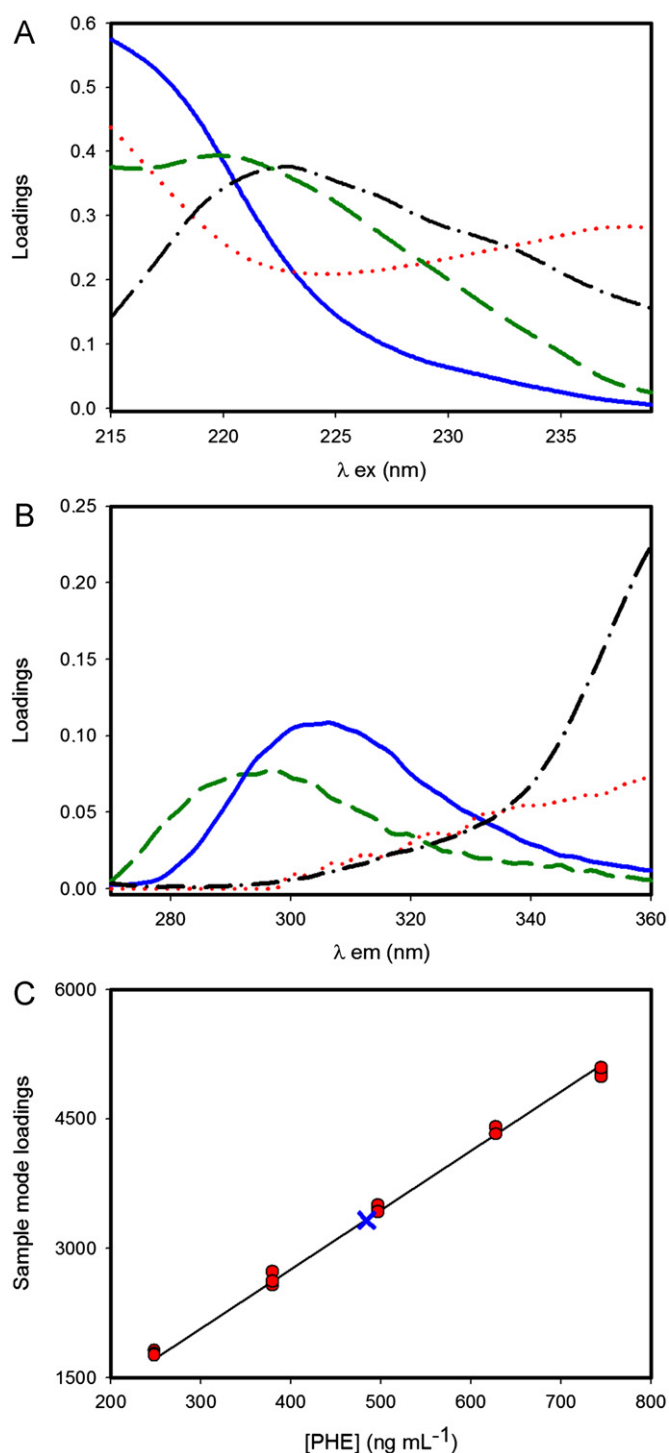 A
0.6
0.5
0.4
0.3
0.2
0.1
0.0
Loadings
215 220 225 230 235
λ ex (nm)
B
0.25
0.20
0.15
0.10
0.05
0.00
Loadings
280 300 320 340 360
λ em (nm)
C
6000
4500
3000
1500
Sample mode loadings
200 300 400 500 600 700 800
[PHE] (ng mL⁻¹)